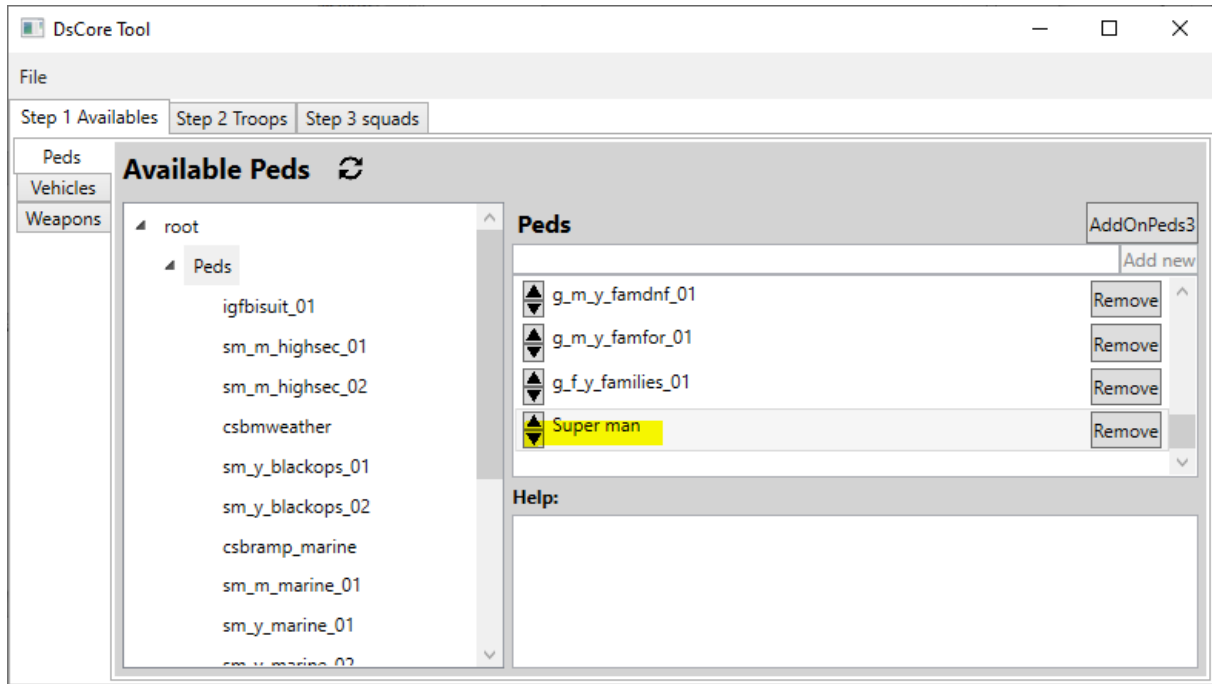 DsCore Tool
File
Step 1 Availables
Step 2 Troops
Step 3 squads
Peds
Vehicles
Weapons
Available Peds
root
Peds
igfbisuit_01
sm_m_highsec_01
sm_m_highsec_02
csbmweather
sm_y_blackops_01
sm_y_blackops_02
csbramp_marine
sm_m_marine_01
sm_y_marine_01
sm_y_marine_02
Peds
AddOnPeds3
Add new
g_m_y_famdnf_01
Remove
g_m_y_famfor_01
Remove
g_f_y_families_01
Remove
Super man
Remove
Help: